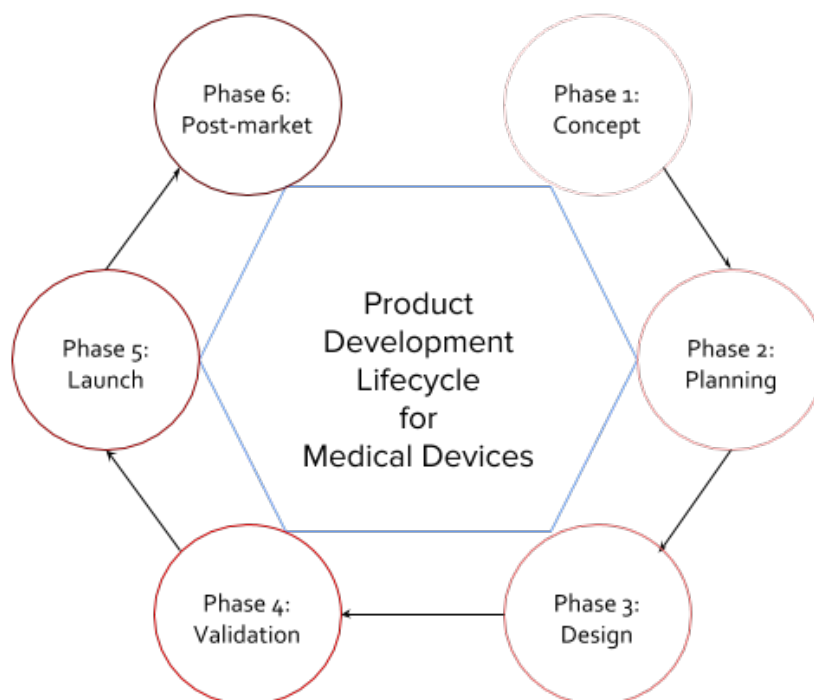 Phase 6:
Post-market
Phase 1:
Concept
Product
Development
Lifecycle
for
Medical Devices
Phase 5:
Launch
Phase 2:
Planning
Phase 4:
Validation
Phase 3:
Design